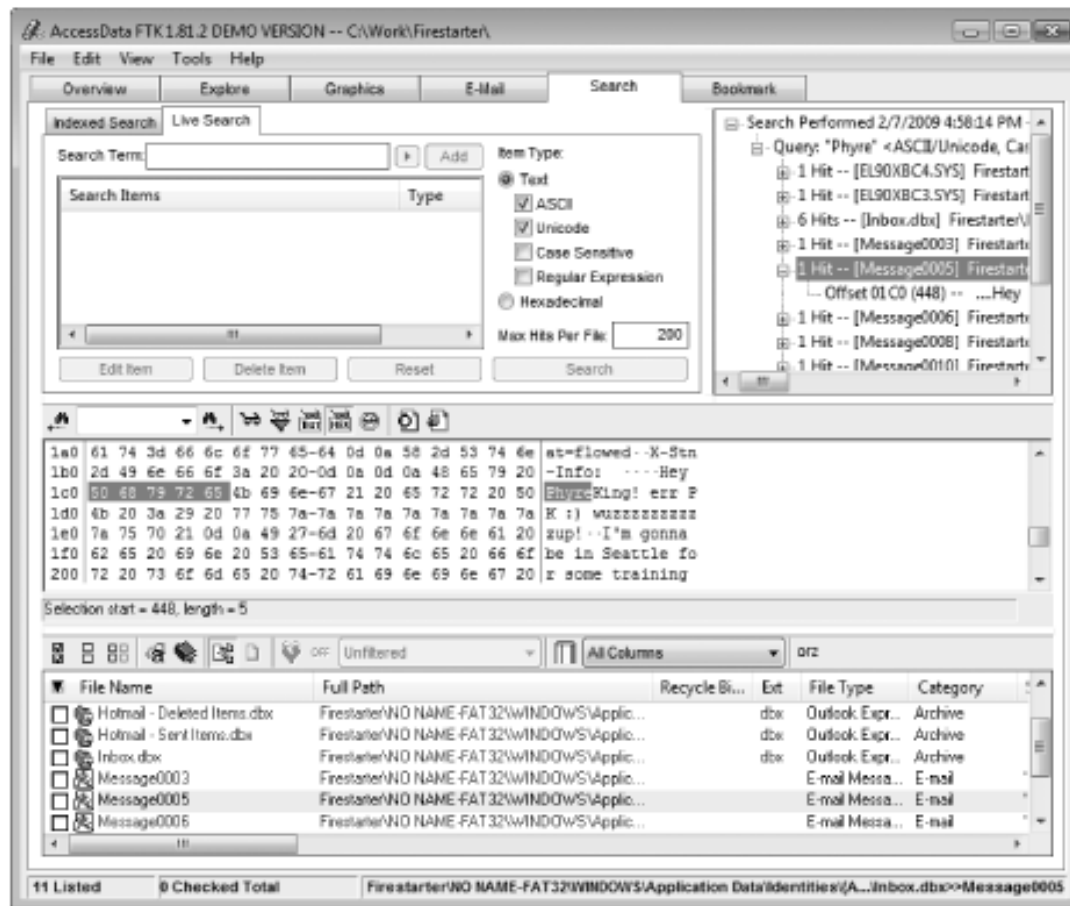 AccessData FTK 1.81.2 DEMO VERSION -- C:\Work\Firestarter\
File Edit View Tools Help
Overview Explore Graphics E-Mail Search Bookmark
Indexed Search Live Search
Search Term: Add
Search Items Type
Item Type:
Text
ASCII
Unicode
Case Sensitive
Regular Expression
Hexadecimal
Max Hits Per File: 200
Edit Item Delete Item Reset Search
Search Performed 2/7/2009 4:58:14 PM -
Query: "Phyre" <ASCII/Unicode, Cas
1 Hit -- [EL90XBC4.SYS] Firestart
1 Hit -- [EL90XBC3.SYS] Firestart
6 Hits -- [Inbox.dbx] Firestarter\
1 Hit -- [Message0003] Firestarte
1 Hit -- [Message0005] Firestarte
Offset 01C0 (448) -- ....Hey
1 Hit -- [Message0006] Firestarte
1 Hit -- [Message0008] Firestarte
1 Hit -- [Message0010] Firestarte
1a0 61 74 3d 66 6c 6f 77 65-64 0d 0a 58 2d 53 74 6e at=flowed··X-Stn
1b0 2d 49 6e 66 6f 3a 20 20-0d 0a 0d 0a 48 65 79 20 -Info:  ····Hey
1c0 50 68 79 72 65 4b 69 6e-67 21 20 65 72 72 20 50 PhyreKing! err P
1d0 4b 20 3a 29 20 77 75 7a-7a 7a 7a 7a 7a 7a 7a 7a K :) wuzzzzzzzzz
1e0 7a 75 70 21 0d 0a 49 27-6d 20 67 6f 6e 6e 61 20 zup!··I'm gonna
1f0 62 65 20 69 6e 20 53 65-61 74 74 6c 65 20 66 6f be in Seattle fo
200 72 20 73 6f 6d 65 20 74-72 61 69 6e 69 6e 67 20 r some training
Selection start = 448, length = 5
OFF Unfiltered All Columns
File Name Full Path Recycle Bi... Ext File Type Category
Hotmail - Deleted Items.dbx Firestarter\NO NAME-FAT32\WINDOWS\Applic... dbx Outlook Expr... Archive
Hotmail - Sent Items.dbx Firestarter\NO NAME-FAT32\WINDOWS\Applic... dbx Outlook Expr... Archive
Inbox.dbx Firestarter\NO NAME-FAT32\WINDOWS\Applic... dbx Outlook Expr... Archive
Message0003 Firestarter\NO NAME-FAT32\WINDOWS\Applic... E-mail Messa... E-mail
Message0005 Firestarter\NO NAME-FAT32\WINDOWS\Applic... E-mail Messa... E-mail
Message0006 Firestarter\NO NAME-FAT32\WINDOWS\Applic... E-mail Messa... E-mail
11 Listed 0 Checked Total Firestarter\NO NAME-FAT32\WINDOWS\Application Data\Identities\{A...\Inbox.dbx>>Message0005